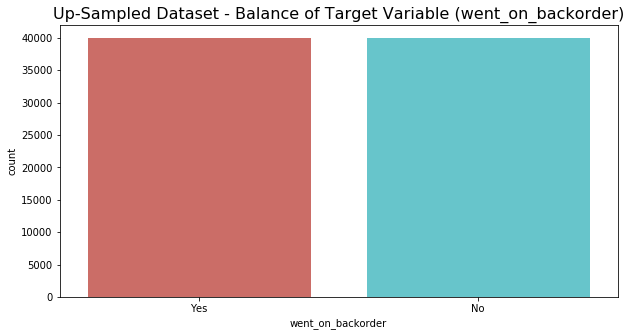 Up-Sampled Dataset - Balance of Target Variable (went_on_backorder)
40000
35000
30000
25000
20000
15000
10000
5000
0
count
Yes No
went_on_backorder